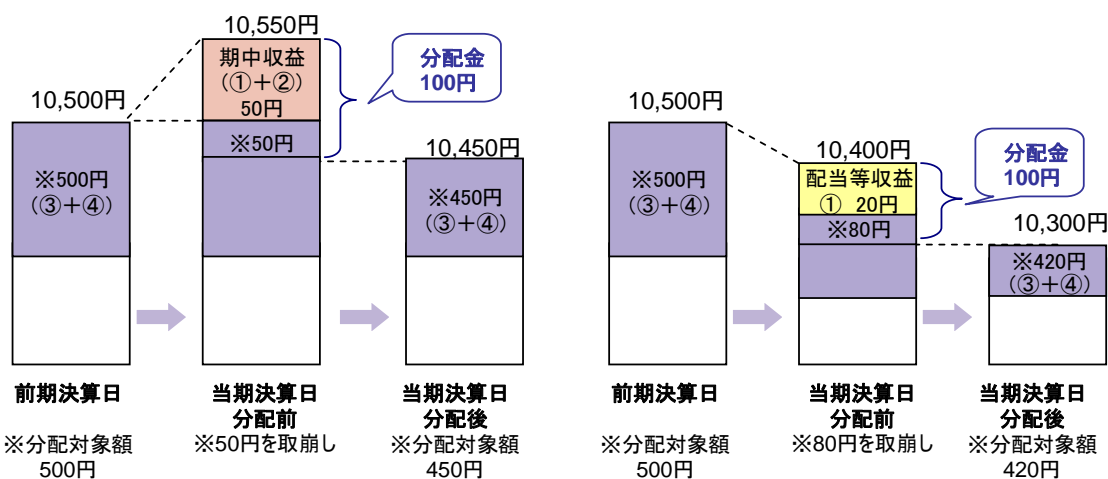 10,550円
期中収益
（①＋②）
50円
分配金
100円
10,500円
※50円
10,450円
※500円
（③＋④）
※450円
（③＋④）
前期決算日
当期決算日
分配前
当期決算日
分配後
※分配対象額
500円
※50円を取崩し
※分配対象額
450円
10,500円
10,400円
分配金
100円
※500円
（③＋④）
配当等収益
① 20円
※80円
10,300円
※420円
（③＋④）
前期決算日
当期決算日
分配前
当期決算日
分配後
※分配対象額
500円
※80円を取崩し
※分配対象額
420円